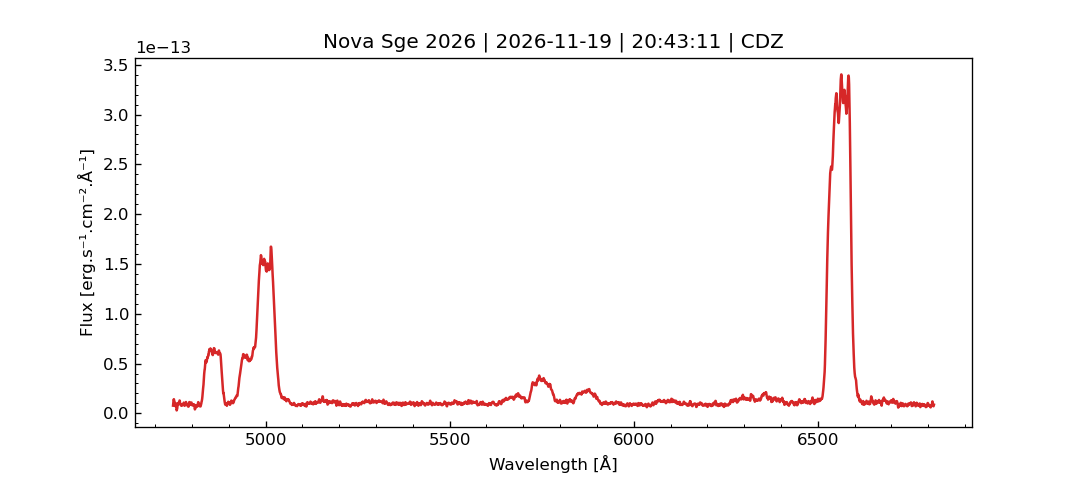 Nova Sge 2026 | 2026-11-19 | 20:43:11 | CDZ
1e−13
3.5
3.0
2.5
2.0
1.5
1.0
0.5
0.0
Flux [erg.s⁻¹.cm⁻².Å⁻¹]
5000 5500 6000 6500
Wavelength [Å]